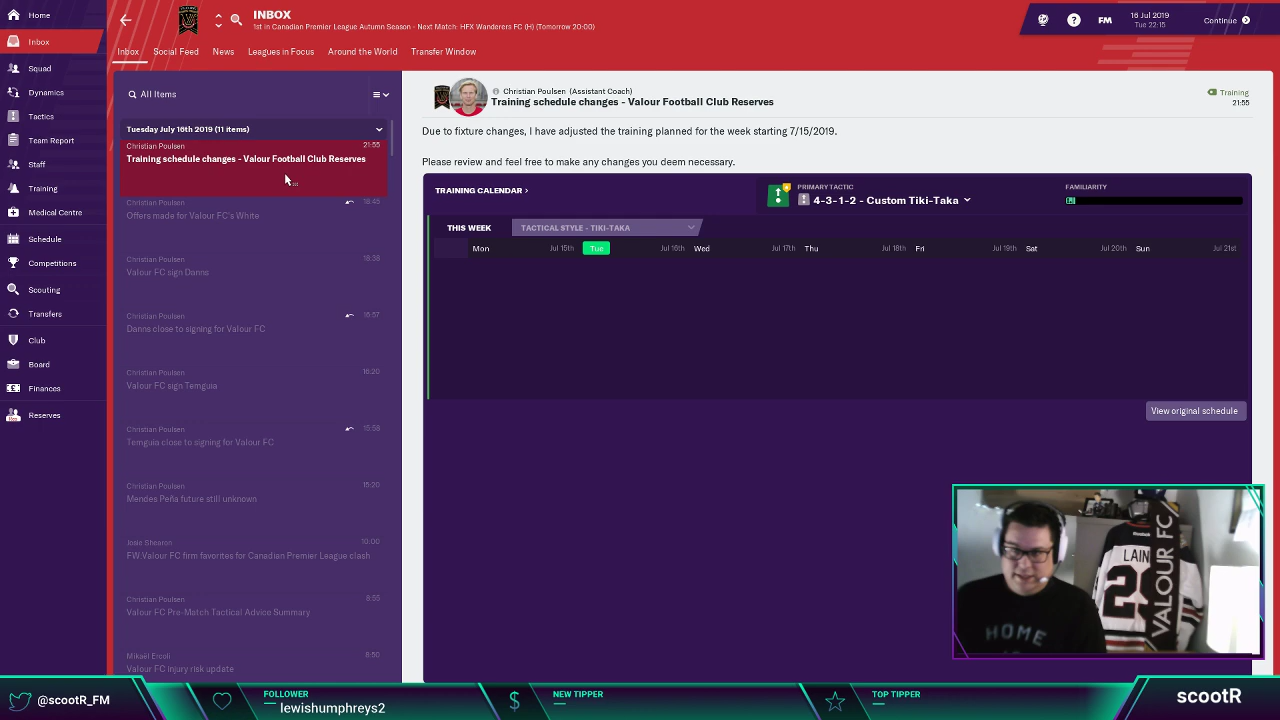 Home
Inbox
Squad
Dynamics
Tactics
Team Report
Staff
Training
Medical Centre
Schedule
Competitions
Scouting
Transfers
Club
Board
Finances
Reserves
INBOX
1st in Canadian Premier League Autumn Season - Next Match: HFX Wanderers FC (H) (Tomorrow 20:00)
FM
16 Jul 2019
Tue 22:15
Continue
Inbox Social Feed News Leagues in Focus Around the World Transfer Window
All Items
Tuesday July 16th 2019 (11 items)
Christian Poulsen 21:55
Training schedule changes - Valour Football Club Reserves
Christian Poulsen 18:45
Offers made for Valour FC's White
Christian Poulsen 18:38
Valour FC sign Danns
Christian Poulsen 16:57
Danns close to signing for Valour FC
Christian Poulsen 16:20
Valour FC sign Temguia
Christian Poulsen 15:58
Temguia close to signing for Valour FC
Christian Poulsen 15:20
Mendes Peña future still unknown
Josie Shearon 10:00
FW:Valour FC firm favorites for Canadian Premier League clash
Christian Poulsen 8:55
Valour FC Pre-Match Tactical Advice Summary
Mikaël Ercoli 8:50
Valour FC injury risk update
Christian Poulsen (Assistant Coach)
Training schedule changes - Valour Football Club Reserves
Training
21:55
Due to fixture changes, I have adjusted the training planned for the week starting 7/15/2019.
Please review and feel free to make any changes you deem necessary.
TRAINING CALENDAR >
PRIMARY TACTIC
4-3-1-2 - Custom Tiki-Taka
FAMILIARITY
THIS WEEK
TACTICAL STYLE - TIKI-TAKA
Mon Jul 15th Tue Jul 16th Wed Jul 17th Thu Jul 18th Fri Jul 19th Sat Jul 20th Sun Jul 21st
View original schedule
LAIN
2
VALOUR FC
HOME
@scootR_FM
FOLLOWER
lewishumphreys2
NEW TIPPER
TOP TIPPER
scootR